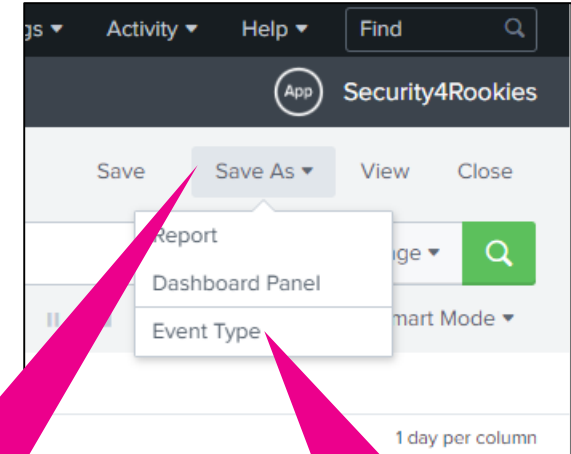 Activity Help Find
App Security4Rookies
Save Save As View Close
Report
Dashboard Panel
Event Type
Mode
1 day per column